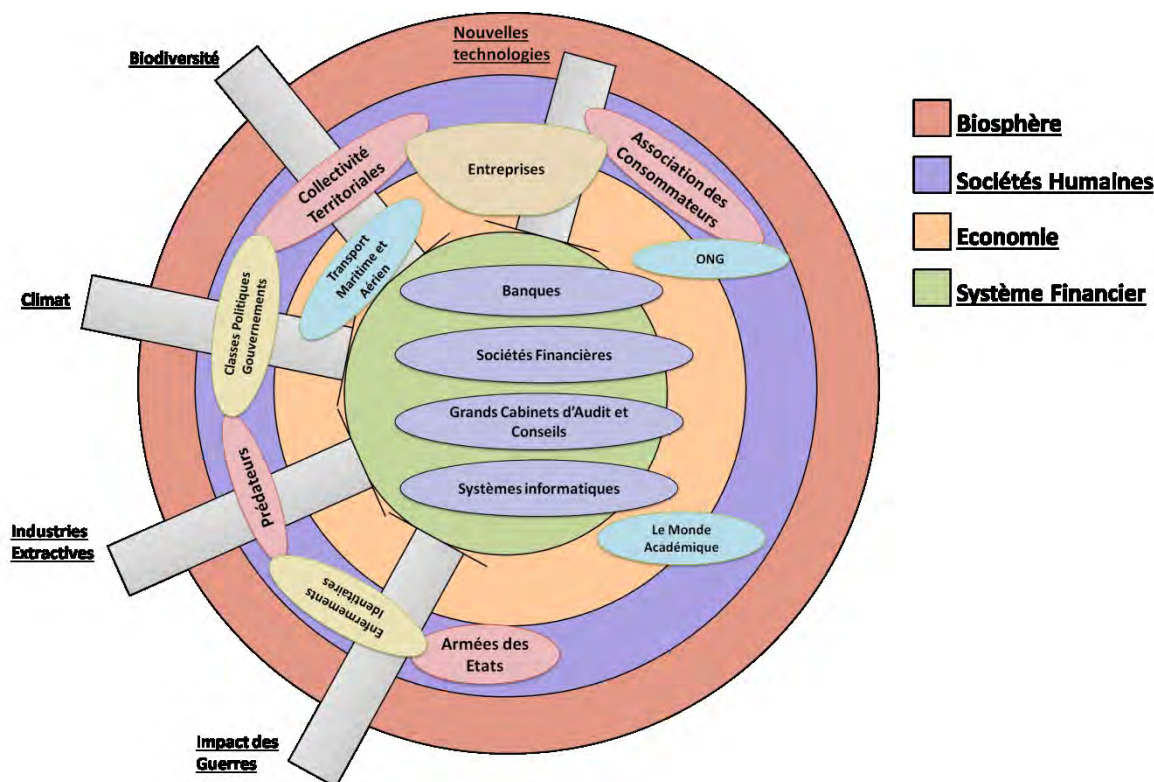 Nouvelles
technologies
Biodiversité
Collectivité
Territoriales
Entreprises
Association des
Consommateurs
Transport
Maritime et
Aérien
ONG
Climat
Classes Politiques
Gouvernements
Banques
Sociétés Financières
Grands Cabinets d'Audit et
Conseils
Systèmes informatiques
Prédateurs
Industries
Extractives
Le Monde
Académique
Enfermements
Identitaires
Armées des
Etats
Impact des
Guerres
Biosphère
Sociétés Humaines
Economie
Système Financier